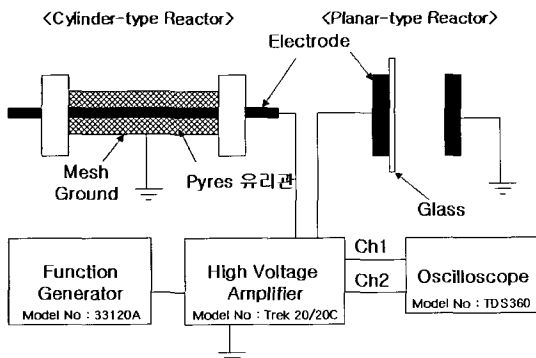 <Cylinder-type Reactor>
<Planar-type Reactor>
Electrode
Mesh
Ground
Pyres 유리관
Glass
Ch1
Ch2
Function
Generator
Model No : 33120A
High Voltage
Amplifier
Model No : Trek 20/20C
Oscilloscope
Model No : TDS360